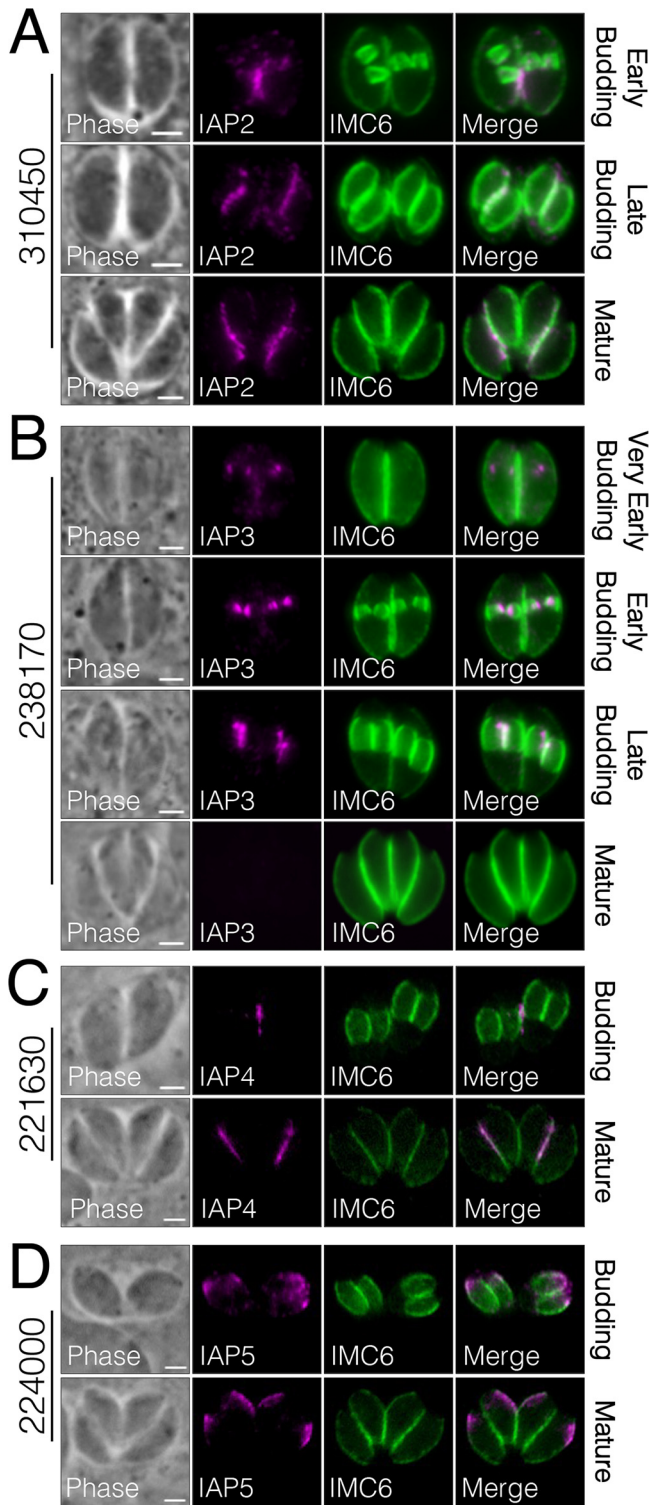 A
310450
Phase
IAP2
IMC6
Merge
Early
Budding
Phase
IAP2
IMC6
Merge
Late
Budding
Phase
IAP2
IMC6
Merge
Mature
B
238170
Phase
IAP3
IMC6
Merge
Very Early
Budding
Phase
IAP3
IMC6
Merge
Early
Budding
Phase
IAP3
IMC6
Merge
Late
Budding
Phase
IAP3
IMC6
Merge
Mature
C
221630
Phase
IAP4
IMC6
Merge
Budding
Phase
IAP4
IMC6
Merge
Mature
D
224000
Phase
IAP5
IMC6
Merge
Budding
Phase
IAP5
IMC6
Merge
Mature